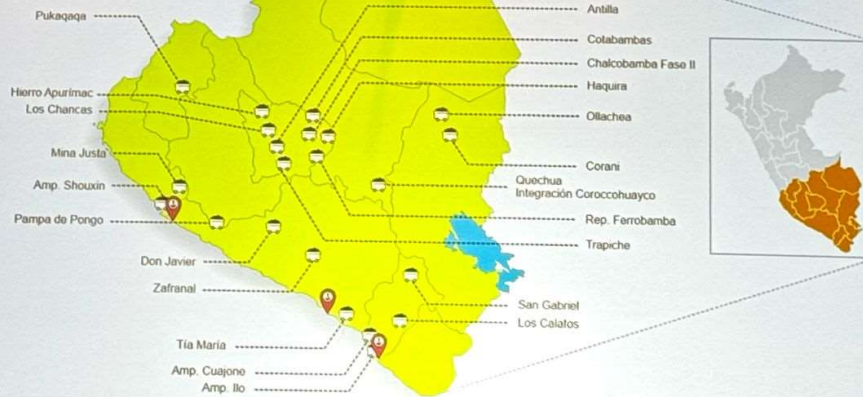 Pukaqaqa
Hierro Apurímac
Los Chancas
Mina Justa
Amp. Shouxin
Pampa de Pongo
Don Javier
Zafranal
Tía María
Amp. Cuajone
Amp. Ilo
Antilla
Cotabambas
Chalcobamba Fase II
Haquira
Ollachea
Corani
Quechua
Integración Coroccohuayco
Rep. Ferrobamba
Trapiche
San Gabriel
Los Calatos